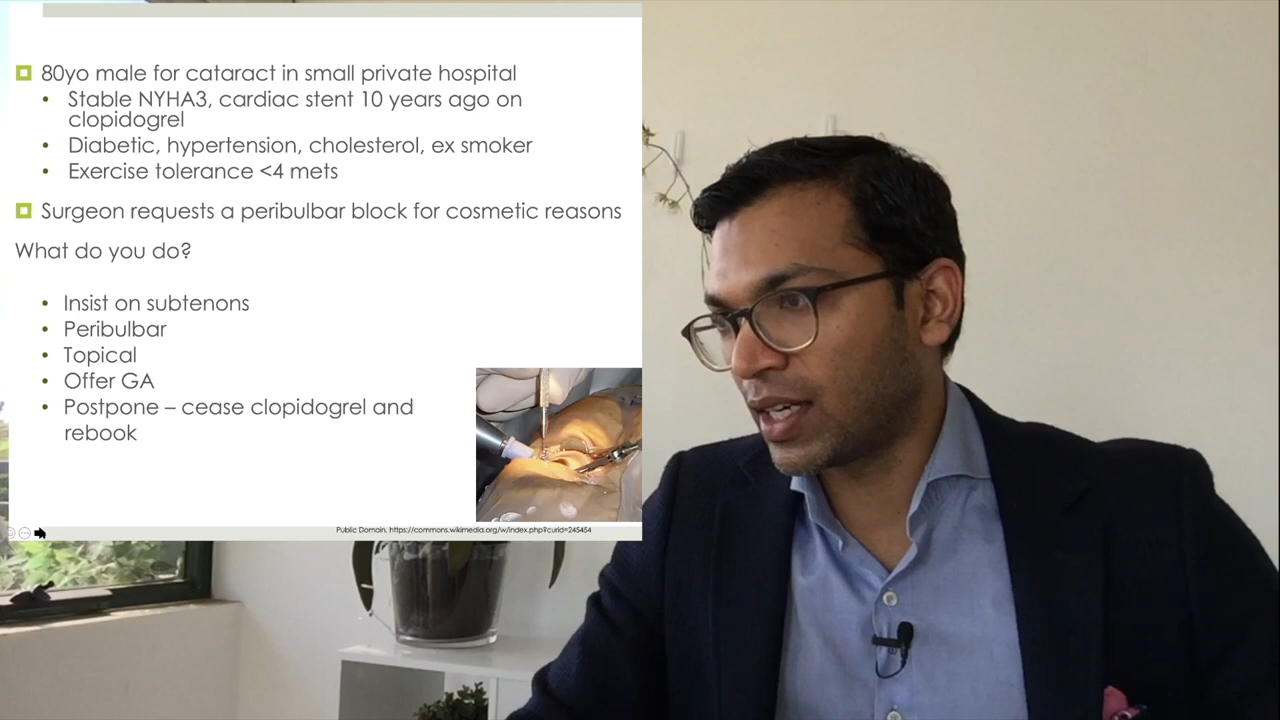 80yo male for cataract in small private hospital
Stable NYHA3, cardiac stent 10 years ago on
clopidogrel
Diabetic, hypertension, cholesterol, ex smoker
Exercise tolerance <4 mets
Surgeon requests a peribulbar block for cosmetic reasons
What do you do?
Insist on subtenons
Peribulbar
Topical
Offer GA
Postpone – cease clopidogrel and
rebook
Public Domain, https://commons.wikimedia.org/w/index.php?curid=245454